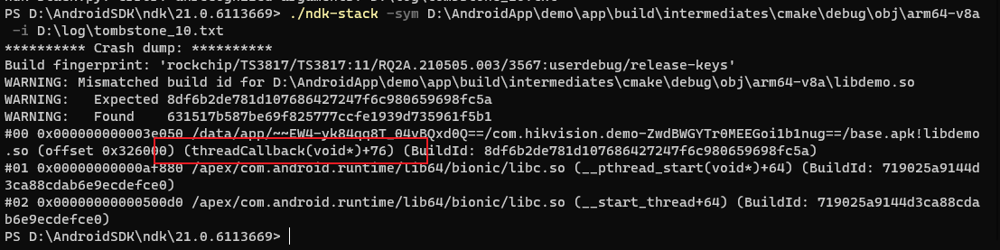 PS D:\AndroidSDK\ndk\21.0.6113669> ./ndk-stack -sym D:\AndroidApp\demo\app\build\intermediates\cmake\debug\obj\arm64-v8a
-i D:\log\tombstone_10.txt
********** Crash dump: **********
Build fingerprint: 'rockchip/TS3817/TS3817:11/RQ2A.210505.003/3567:userdebug/release-keys'
WARNING: Mismatched build id for D:\AndroidApp\demo\app\build\intermediates\cmake\debug\obj\arm64-v8a\libdemo.so
WARNING:   Expected 8df6b2de781d107686427247f6c980659698fc5a
WARNING:   Found    631517b587be69f825777ccfe1939d735961f5b1
#00 0x000000000003e050 /data/app/~~EW4-yk84qq8T_04vBQxd0Q==/com.hikvision.demo-ZwdBWGYTr0MEEGoi1b1nug==/base.apk!libdemo
.so (offset 0x326000) (threadCallback(void*)+76) (BuildId: 8df6b2de781d107686427247f6c980659698fc5a)
#01 0x00000000000af880 /apex/com.android.runtime/lib64/bionic/libc.so (__pthread_start(void*)+64) (BuildId: 719025a9144d
3ca88cdab6e9ecdefce0)
#02 0x00000000000500d0 /apex/com.android.runtime/lib64/bionic/libc.so (__start_thread+64) (BuildId: 719025a9144d3ca88cda
b6e9ecdefce0)
PS D:\AndroidSDK\ndk\21.0.6113669>